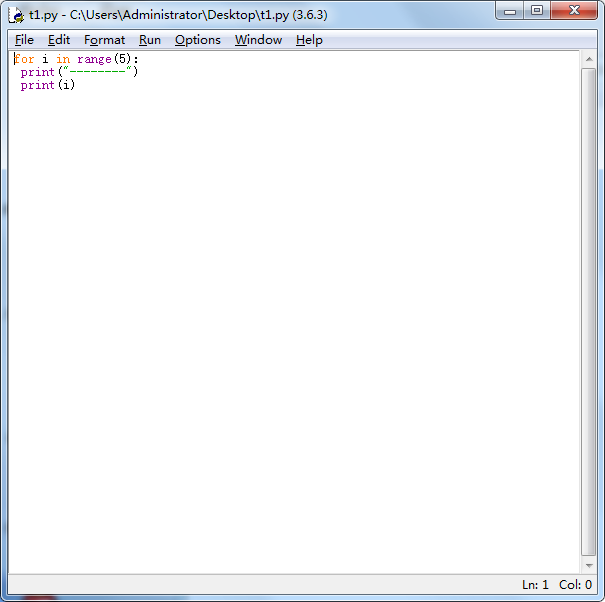 t1.py - C:\Users\Administrator\Desktop\t1.py (3.6.3)
File Edit Format Run Options Window Help
for i in range(5):
 print("--------")
 print(i)
Ln: 1 Col: 0